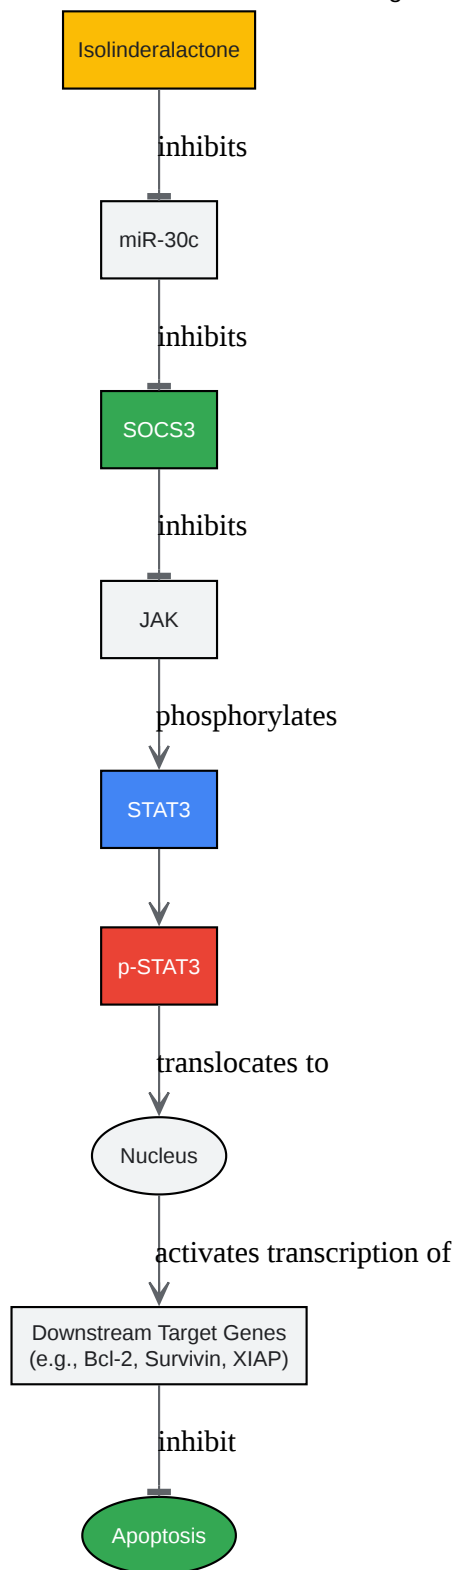 Isolinderalactone
inhibits
miR-30c
inhibits
SOCS3
inhibits
JAK
phosphorylates
STAT3
p-STAT3
translocates to
Nucleus
activates transcription of
Downstream Target Genes
(e.g., Bcl-2, Survivin, XIAP)
inhibit
Apoptosis